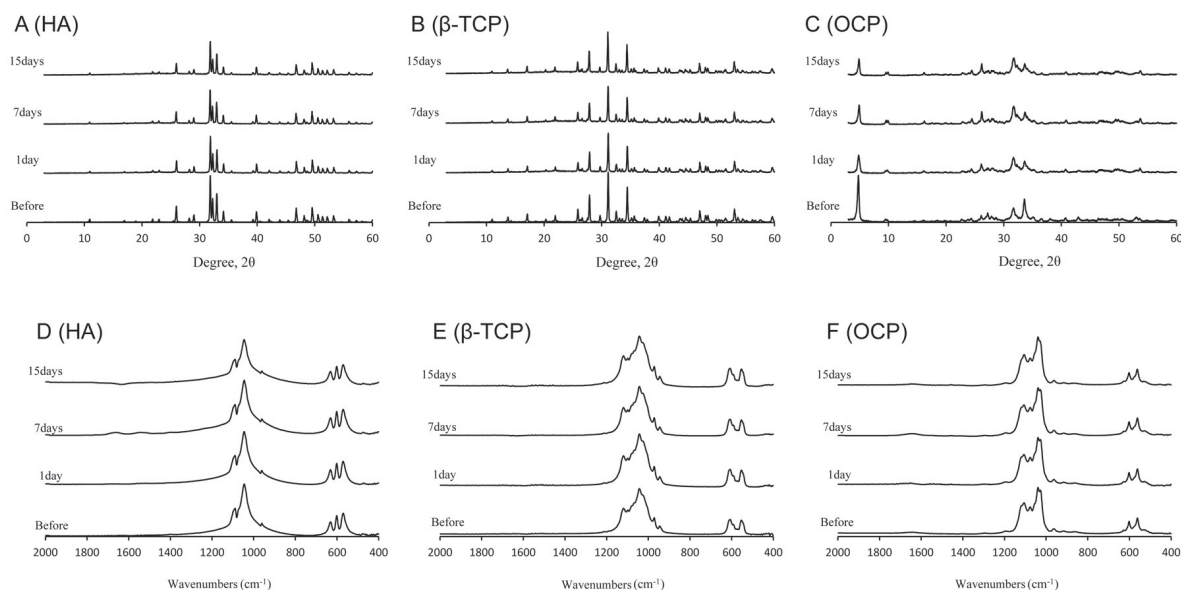 A (HA)
15days
7days
1day
Before
0 10 20 30 40 50 60
Degree, 2θ
B (β-TCP)
15days
7days
1day
Before
0 10 20 30 40 50 60
Degree, 2θ
C (OCP)
15days
7days
1day
Before
0 10 20 30 40 50 60
Degree, 2θ
D (HA)
15days
7days
1day
Before
2000 1800 1600 1400 1200 1000 800 600 400
Wavenumbers (cm⁻¹)
E (β-TCP)
15days
7days
1day
Before
2000 1800 1600 1400 1200 1000 800 600 400
Wavenumbers (cm⁻¹)
F (OCP)
15days
7days
1day
Before
2000 1800 1600 1400 1200 1000 800 600 400
Wavenumbers (cm⁻¹)